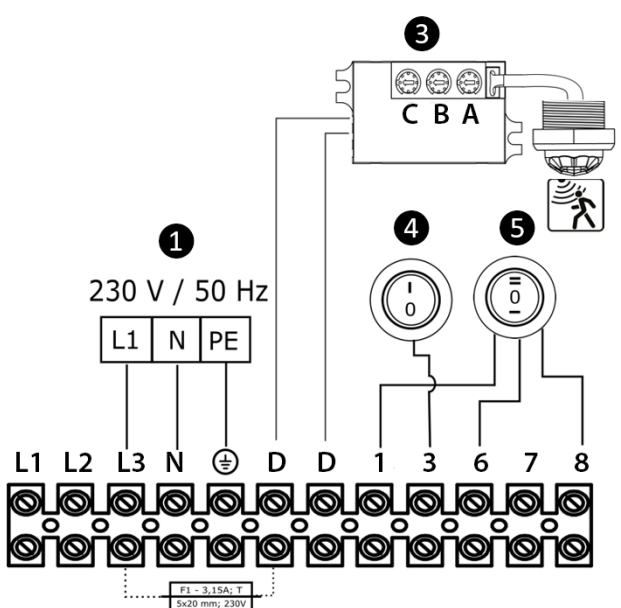 3
C B A
1
4
5
230 V / 50 Hz
L1 N PE
0
0
L1 L2 L3 N D D 1 3 6 7 8
F1 - 3,15A; T
5x20 mm; 230V